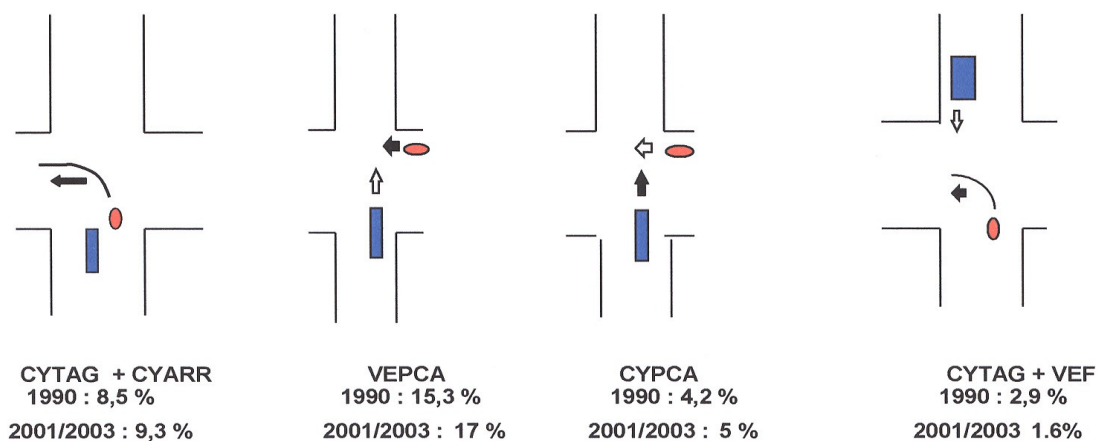 CYTAG + CYARR
1990 : 8,5 %
2001/2003 : 9,3 %
VEPCA
1990 : 15,3 %
2001/2003 : 17 %
CYPCA
1990 : 4,2 %
2001/2003 : 5 %
CYTAG + VEF
1990 : 2,9 %
2001/2003 1.6%